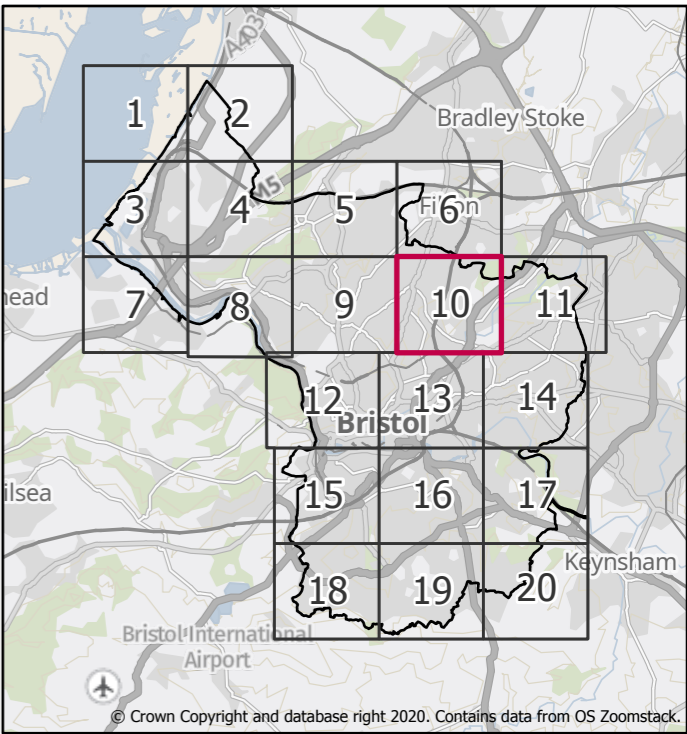 A403
1
2
Bradley Stoke
M5
3
4
5
6
Filton
ead
7
8
9
10
11
12
13
14
Bristol
ilsea
15
16
17
Keynsham
18
19
20
Bristol International
Airport
© Crown Copyright and database right 2020. Contains data from OS Zoomstack.